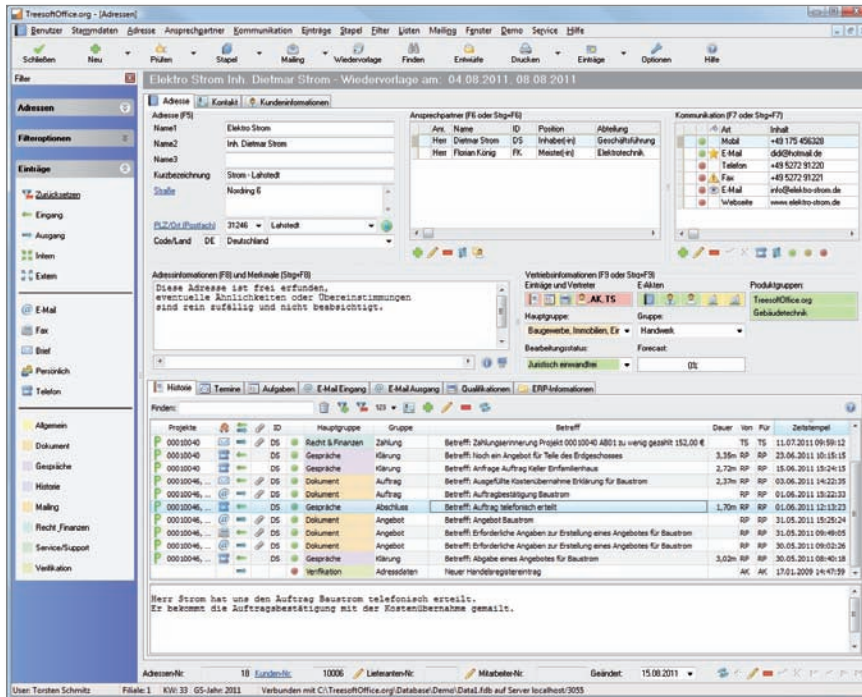 TreesoftOffice.org - [Adressen]
Benutzer Stammdaten Adresse Ansprechpartner Kommunikation Einträge Stapel Filter Listen Mailing Fenster Demo Service Hilfe
Schließen Neu Prüfen Stapel Mailing Wiedervorlage Finden Entwürfe Drucken Einträge Optionen Hilfe
Filter
Elektro Strom Inh. Dietmar Strom - Wiedervorlage am: 04.08.2011, 08.08.2011
Adressen
Filteroptionen
Einträge
Zurücksetzen
Eingang
Ausgang
Intern
Extern
E-Mail
Fax
Brief
Persönlich
Telefon
Allgemein
Dokument
Gespräche
Historie
Mailing
Recht_Finanzen
Service/Support
Verifikation
Adresse Kontakt Kundeninformationen
Adresse (F5)
Name1 Elektro Strom
Name2 Inh. Dietmar Strom
Name3
Kurzbezeichnung Strom - Lahstedt
Straße Nordring 6
PLZ/Ort (Postfach) 31246 Lahstedt
Code/Land DE Deutschland
Ansprechpartner (F6 oder Strg+F6)
Anr. Name ID Position Abteilung
Herr Dietmar Strom DS Inhaber(-in) Geschäftsführung
Herr Florian König FK Meister(-in) Elektrotechnik
Kommunikation (F7 oder Strg+F7)
Art Inhalt
Mobil +49 175 456328
E-Mail didi@hotmail.de
Telefon +49 5272 91220
Fax +49 5272 91221
E-Mail info@elektro-strom.de
Webseite www.elektro-strom.de
Adressinformationen (F8) und Merkmale (Strg+F8)
Diese Adresse ist frei erfunden,
eventuelle Ähnlichkeiten oder Übereinstimmungen
sind rein zufällig und nicht beabsichtigt.
Vertriebsinformationen (F9 oder Strg+F9)
Einträge und Vertreter E-Akten Produktgruppen:
AK, TS
TreesoftOffice.org
Gebäudetechnik
Hauptgruppe: Gruppe:
Baugewerbe, Immobilien, Eir Handwerk
Bearbeitungsstatus: Forecast:
Juristisch einwandfrei 0%
Historie Termine Aufgaben E-Mail Eingang E-Mail Ausgang Qualifikationen ERP-Informationen
Finden: 123
Projekte ID Hauptgruppe Gruppe Betreff Dauer Von Für Zeitstempel
00010040 DS Recht & Finanzen Zahlung Betreff: Zahlungserinnerung Projekt 00010040 AB01 zu wenig gezahlt 152,00 € TS TS 11.07.2011 09:59:12
00010040 DS Gespräche Klärung Betreff: Noch ein Angebot für Teile des Erdgeschosses 3,35m RP RP 23.06.2011 10:15:15
00010040 DS Gespräche Klärung Betreff: Anfrage Auftrag Keller Einfamilienhaus 2,72m RP RP 15.06.2011 15:24:15
00010046, ... DS Dokument Auftrag Betreff: Ausgefüllte Kostenübernahme Erklärung für Baustrom 2,37m RP RP 03.06.2011 14:22:35
00010046, ... DS Dokument Auftrag Betreff: Auftragbestätigung Baustrom RP RP 01.06.2011 15:22:33
00010046, ... DS Gespräche Abschluss Betreff: Auftrag telefonisch erteilt 1,70m RP RP 01.06.2011 12:13:23
00010046, ... DS Dokument Angebot Betreff: Angebot Baustrom RP RP 31.05.2011 15:25:24
00010046, ... DS Dokument Angebot Betreff: Erforderliche Angaben zur Erstellung eines Angebotes für Baustrom RP RP 31.05.2011 09:49:05
00010046, ... DS Dokument Angebot Betreff: Erforderliche Angaben zur Erstellung eines Angebotes für Baustrom RP RP 30.05.2011 09:02:26
00010046, ... DS Gespräche Klärung Betreff: Abgabe eines Angebotes für Baustrom 3,02m RP RP 30.05.2011 08:40:18
Verifikation Adressdaten Neuer Handelsregistereintrag AK AK 17.01.2009 14:47:59
Herr Strom hat uns den Auftrag Baustrom telefonisch erteilt.
Er bekommt die Auftragsbestätigung mit der Kostenübernahme gemailt.
Adressen-Nr: 18 Kunden-Nr: 10006 Lieferanten-Nr: Mitarbeiter-Nr: Geändert: 15.08.2011
User: Torsten Schmitz Filiale: 1 KW: 33 GS-Jahr: 2011 Verbunden mit C:\TreesoftOffice.org\Database\Demo\Data1.fdb auf Server localhost/3055